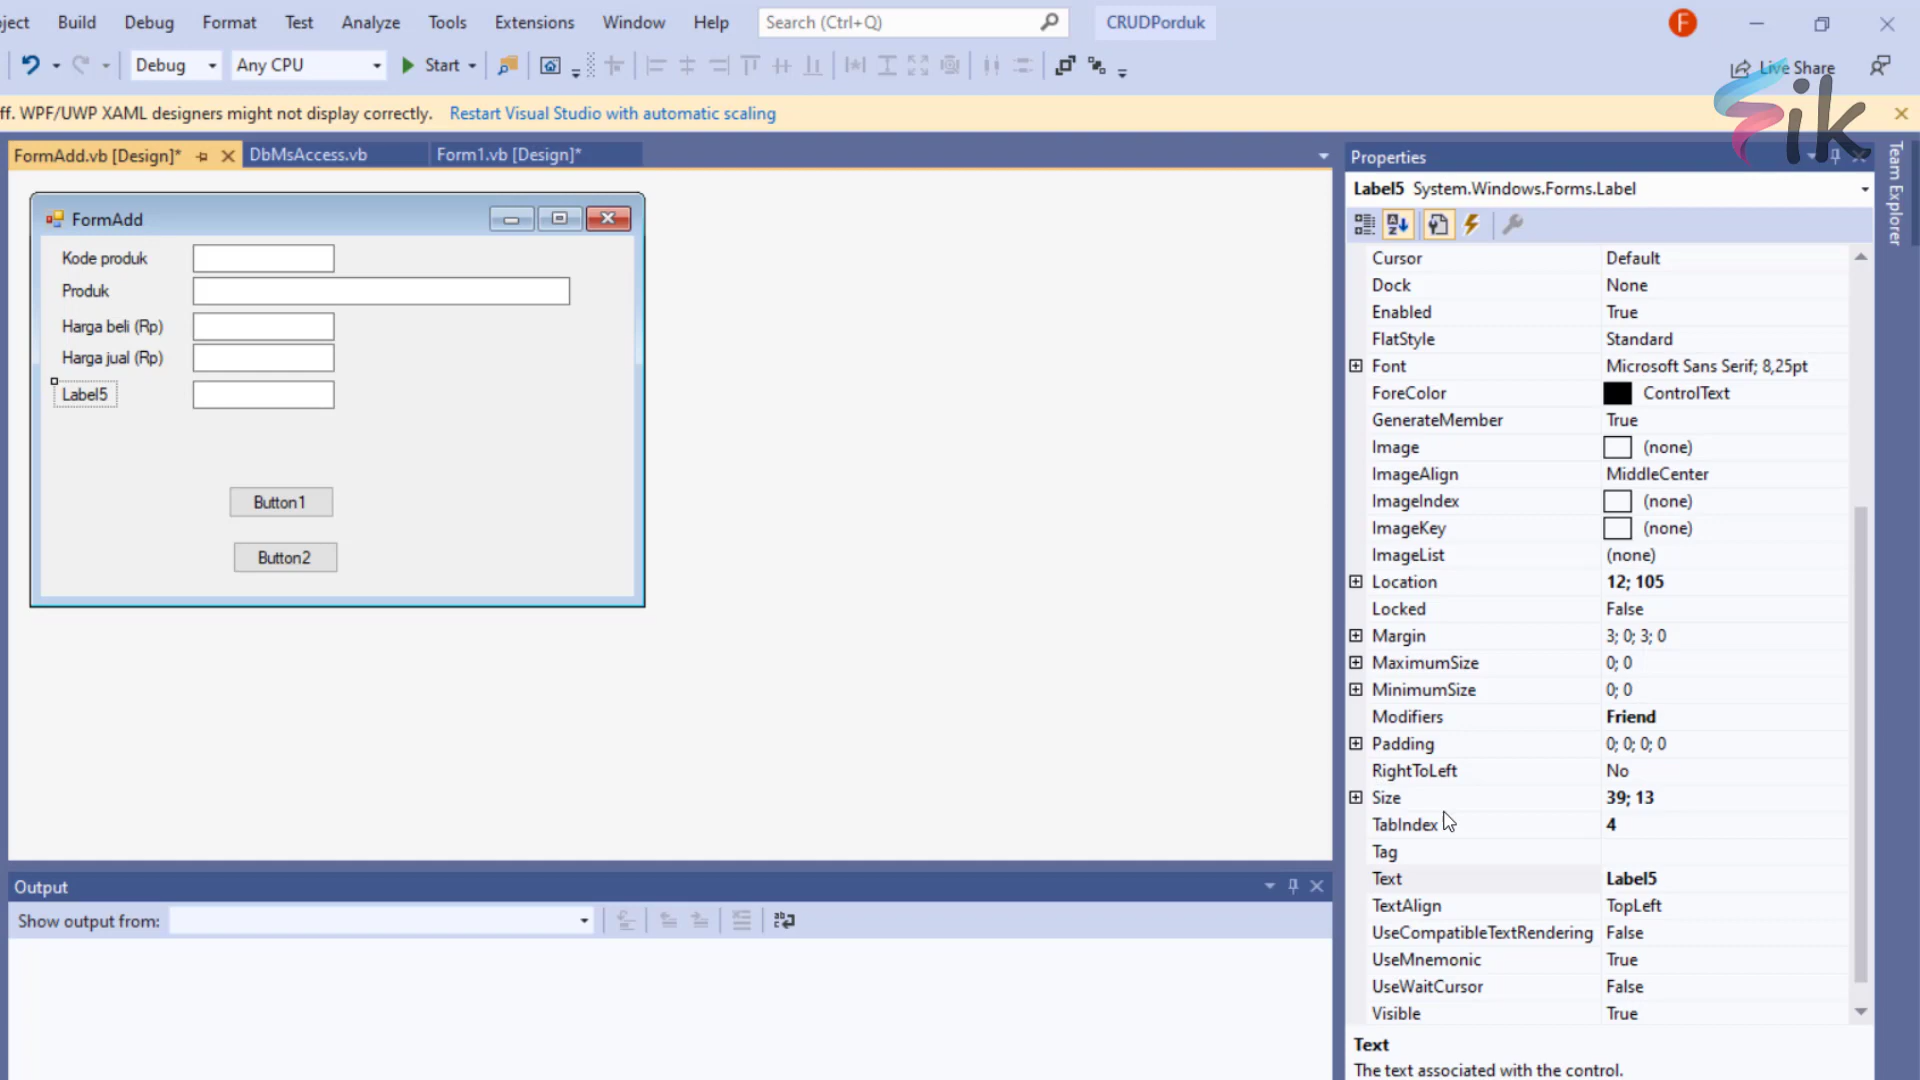 ject Build Debug Format Test Analyze Tools Extensions Window Help Search (Ctrl+Q) CRUDPorduk F
Debug Any CPU Start Live Share
ik
ff. WPF/UWP XAML designers might not display correctly. Restart Visual Studio with automatic scaling
FormAdd.vb [Design]* DbMsAccess.vb Form1.vb [Design]*
FormAdd
Kode produk
Produk
Harga beli (Rp)
Harga jual (Rp)
Label5
Button1
Button2
Output
Show output from:
Properties
Label5 System.Windows.Forms.Label
Cursor Default
Dock None
Enabled True
FlatStyle Standard
Font Microsoft Sans Serif; 8,25pt
ForeColor ControlText
GenerateMember True
Image (none)
ImageAlign MiddleCenter
ImageIndex (none)
ImageKey (none)
ImageList (none)
Location 12; 105
Locked False
Margin 3; 0; 3; 0
MaximumSize 0; 0
MinimumSize 0; 0
Modifiers Friend
Padding 0; 0; 0; 0
RightToLeft No
Size 39; 13
TabIndex 4
Tag
Text Label5
TextAlign TopLeft
UseCompatibleTextRendering False
UseMnemonic True
UseWaitCursor False
Visible True
Text
The text associated with the control.
Team Explorer